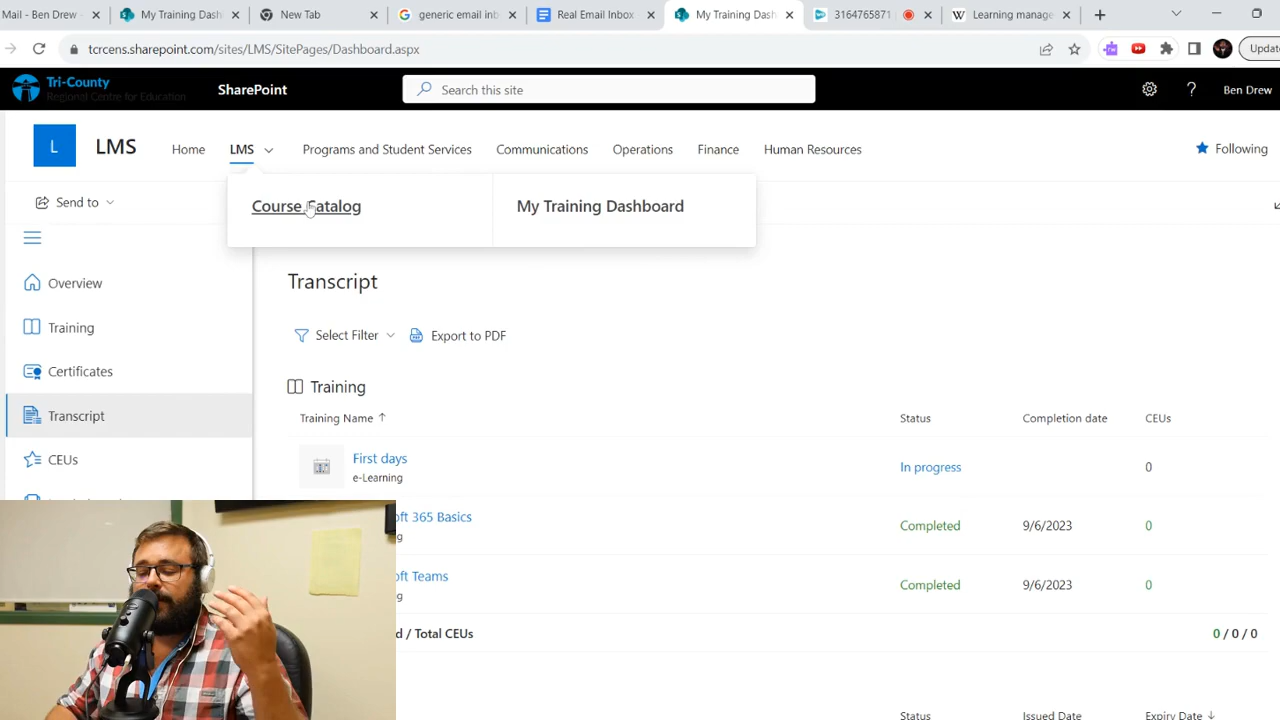 Mail - Ben Drew -
My Training Dash
New Tab
generic email inb
Real Email Inbox
My Training Dash
3164765871
Learning manage
tcrcens.sharepoint.com/sites/LMS/SitePages/Dashboard.aspx
Update
Tri-County
Regional Centre for Education
SharePoint
Search this site
Ben Drew
L
LMS
Home
LMS
Programs and Student Services
Communications
Operations
Finance
Human Resources
Following
Send to
Course Catalog
My Training Dashboard
Overview
Training
Certificates
Transcript
CEUs
Transcript
Select Filter
Export to PDF
Training
Training Name
Status
Completion date
CEUs
First days
e-Learning
In progress
0
oft 365 Basics
Completed
9/6/2023
0
oft Teams
Completed
9/6/2023
0
d / Total CEUs
0 / 0 / 0
Status
Issued Date
Expiry Date